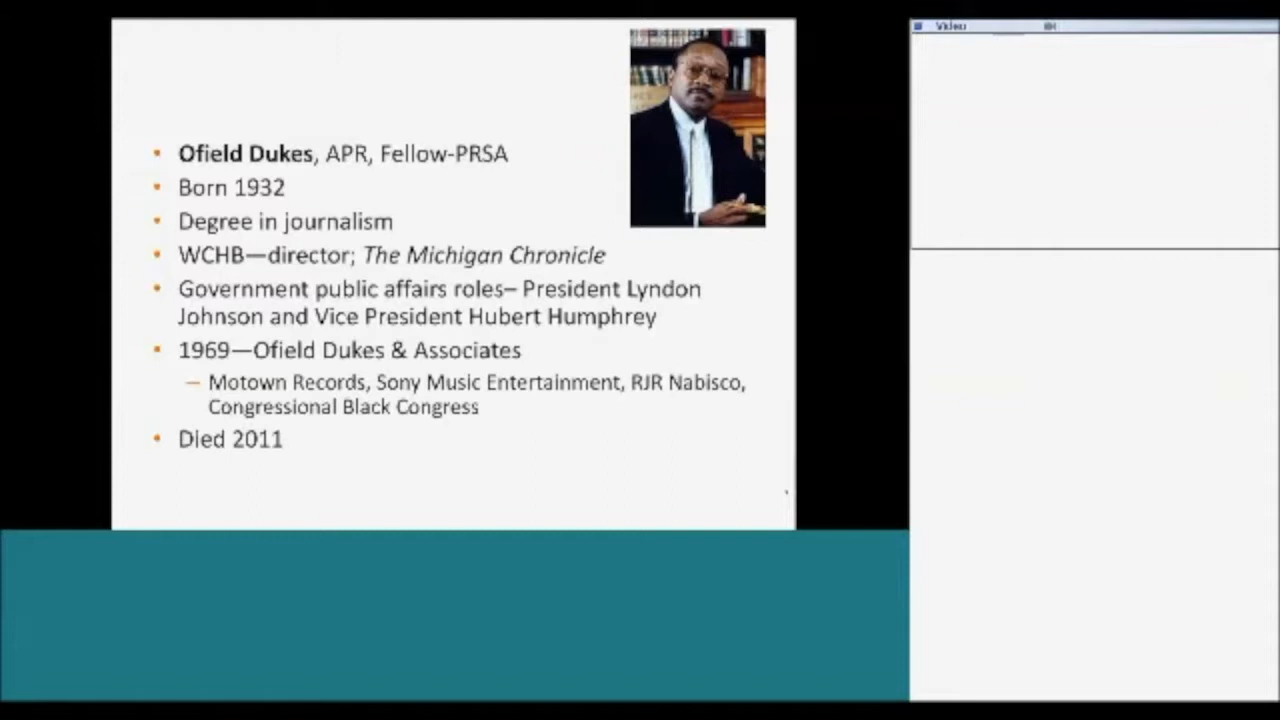 Video
• Ofield Dukes, APR, Fellow-PRSA
• Born 1932
• Degree in journalism
• WCHB—director; The Michigan Chronicle
• Government public affairs roles– President Lyndon
Johnson and Vice President Hubert Humphrey
• 1969—Ofield Dukes & Associates
– Motown Records, Sony Music Entertainment, RJR Nabisco,
Congressional Black Congress
• Died 2011